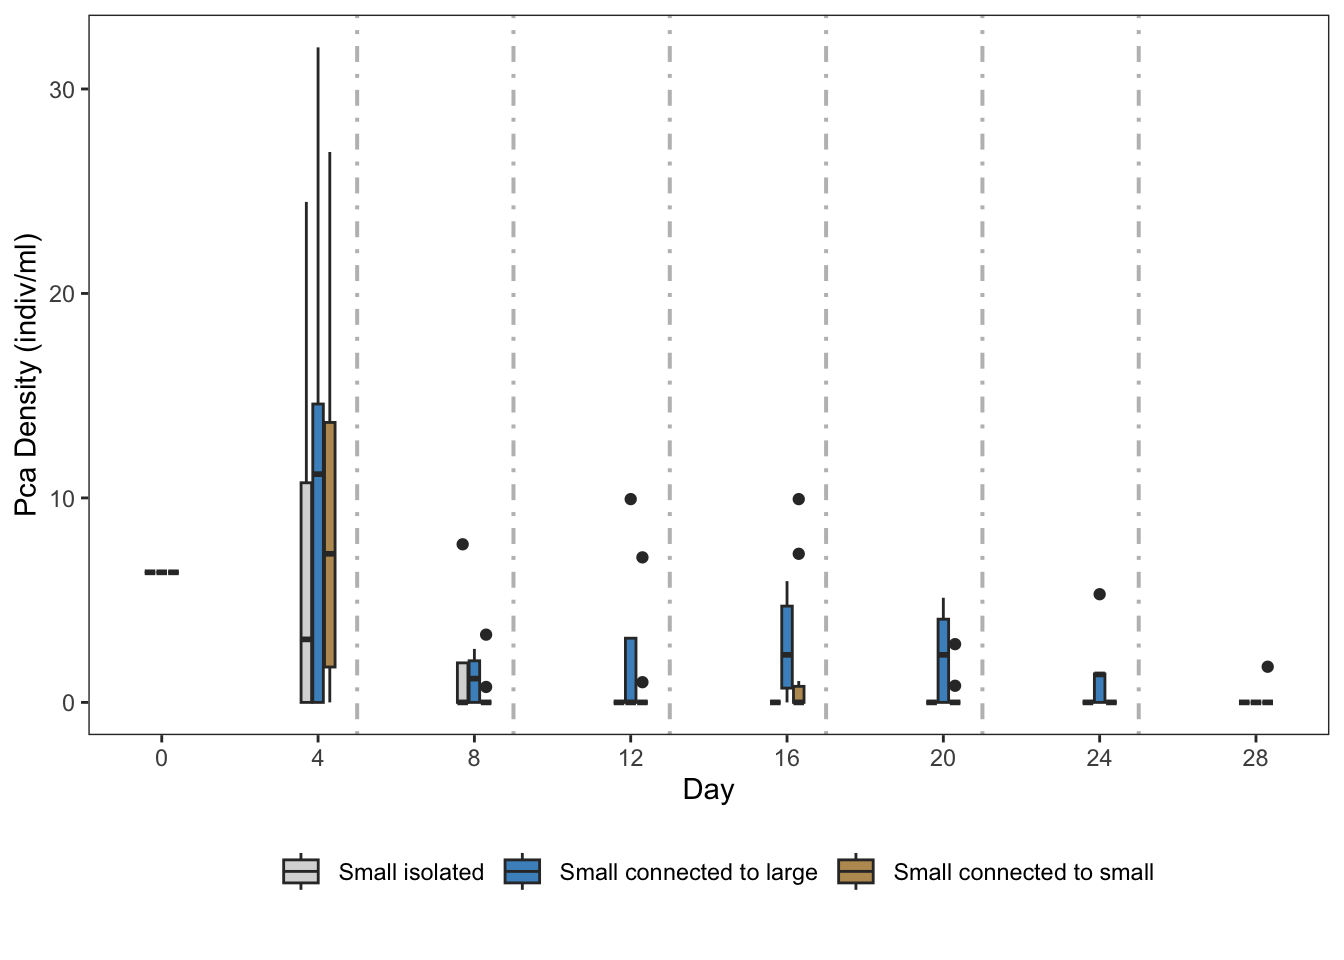 Pca Density (indiv/ml)
30
20
10
0
0 4 8 12 16 20 24 28
Day
Small isolated Small connected to large Small connected to small